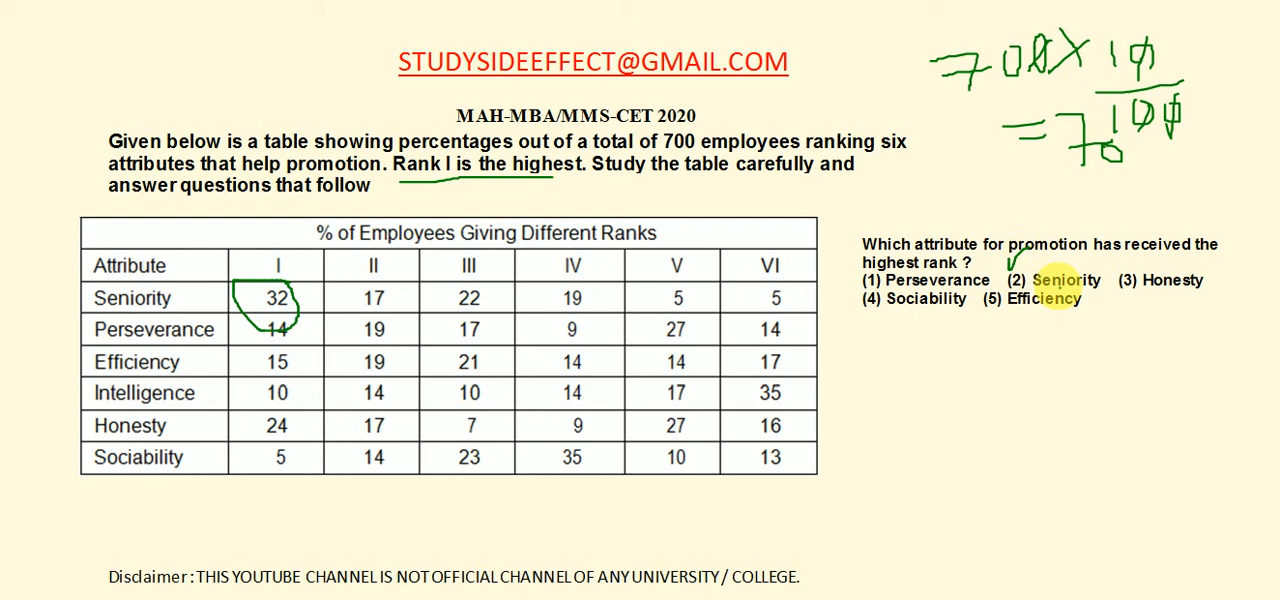 STUDYSIDEEFFECT@GMAIL.COM
= 700 × 10
100
= 70
MAH-MBA/MMS-CET 2020
Given below is a table showing percentages out of a total of 700 employees ranking six
attributes that help promotion. Rank I is the highest. Study the table carefully and
answer questions that follow
% of Employees Giving Different Ranks
Attribute I II III IV V VI
Seniority 32 17 22 19 5 5
Perseverance 14 19 17 9 27 14
Efficiency 15 19 21 14 14 17
Intelligence 10 14 10 14 17 35
Honesty 24 17 7 9 27 16
Sociability 5 14 23 35 10 13
Which attribute for promotion has received the
highest rank ?
(1) Perseverance (2) Seniority (3) Honesty
(4) Sociability (5) Efficiency
Disclaimer : THIS YOUTUBE CHANNEL IS NOT OFFICIAL CHANNEL OF ANY UNIVERSITY / COLLEGE.